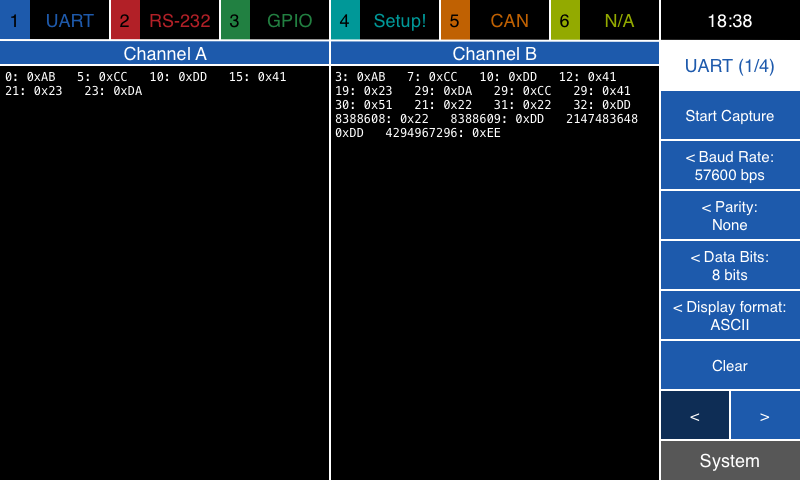 1 UART 2 RS-232 3 GPIO 4 Setup! 5 CAN 6 N/A 18:38
Channel A
0: 0xAB 5: 0xCC 10: 0xDD 15: 0x41
21: 0x23 23: 0xDA
Channel B
3: 0xAB 7: 0xCC 10: 0xDD 12: 0x41
19: 0x23 29: 0xDA 29: 0xCC 29: 0x41
30: 0x51 21: 0x22 31: 0x22 32: 0xDD
8388608: 0x22 8388609: 0xDD 2147483648
0xDD 4294967296: 0xEE
UART (1/4)
Start Capture
< Baud Rate:
57600 bps
< Parity:
None
< Data Bits:
8 bits
< Display format:
ASCII
Clear
< >
System